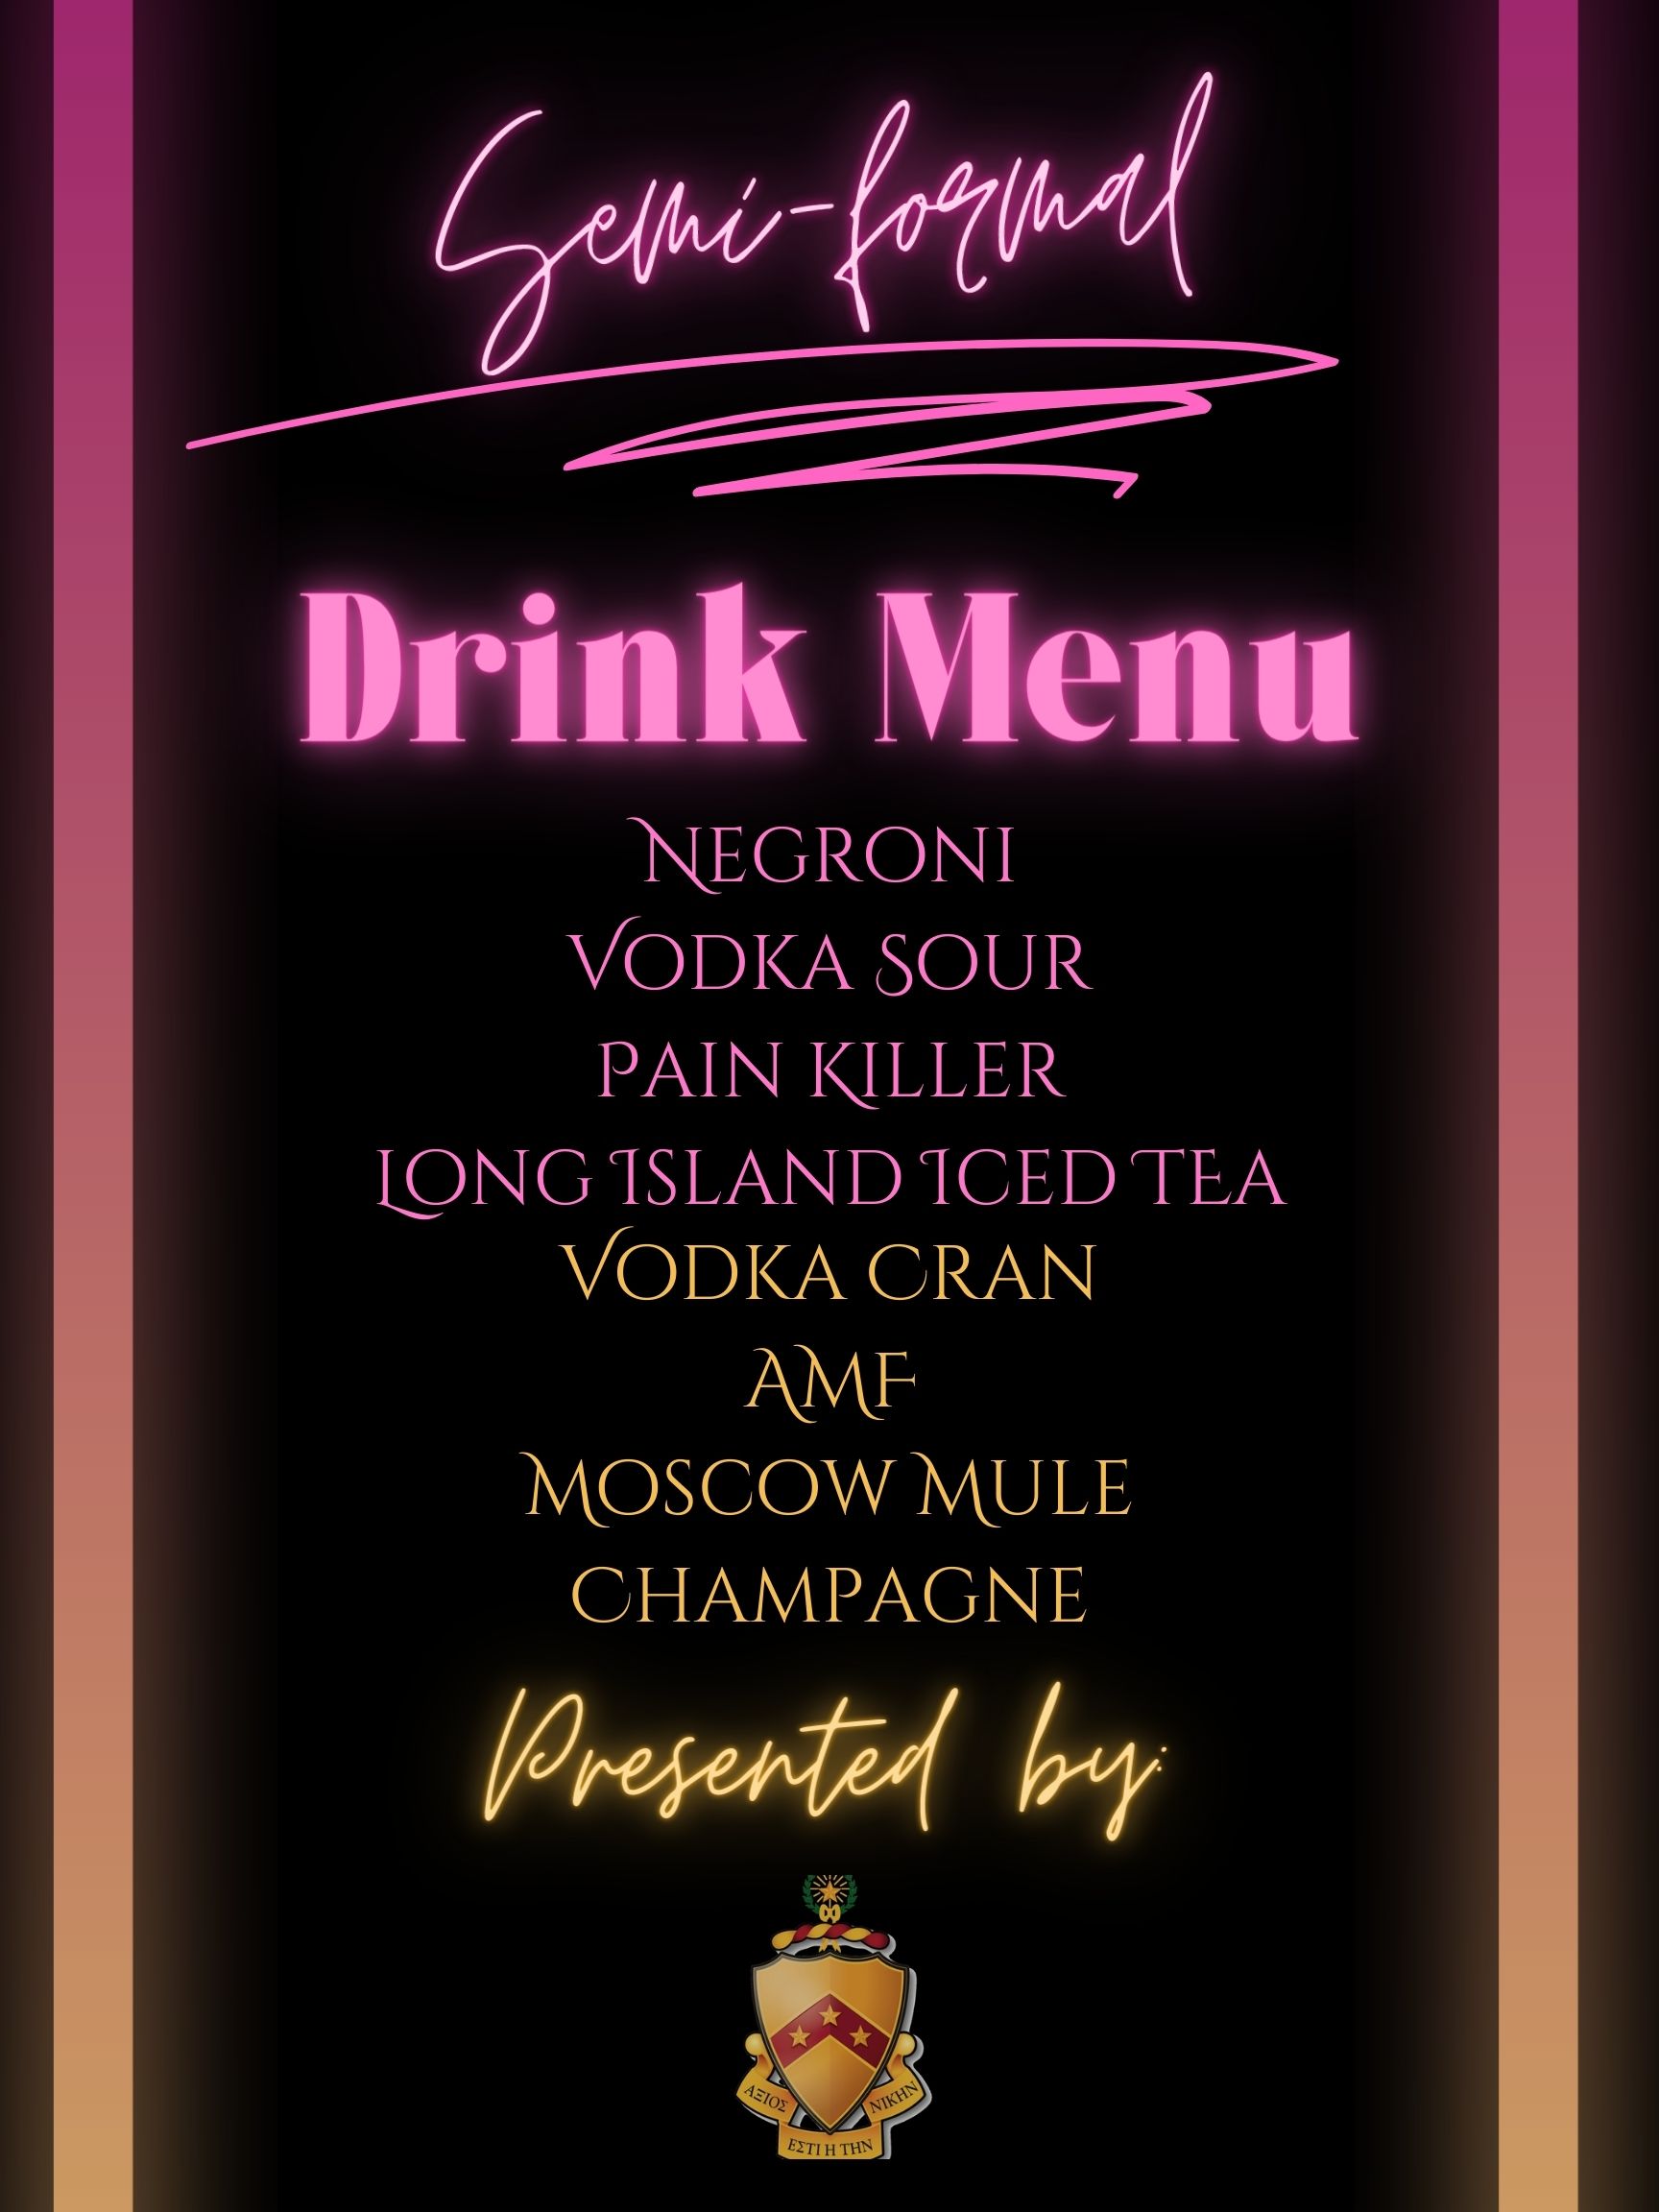 Semi-formal
Drink Menu
Negroni
Vodka Sour
Pain Killer
Long Island Iced Tea
Vodka Cran
AMF
Moscow Mule
Champagne
Presented by:
ΑΞΙΟΣ
ΕΣΤΙ Η ΤΗΝ
ΝΙΚΗΝ